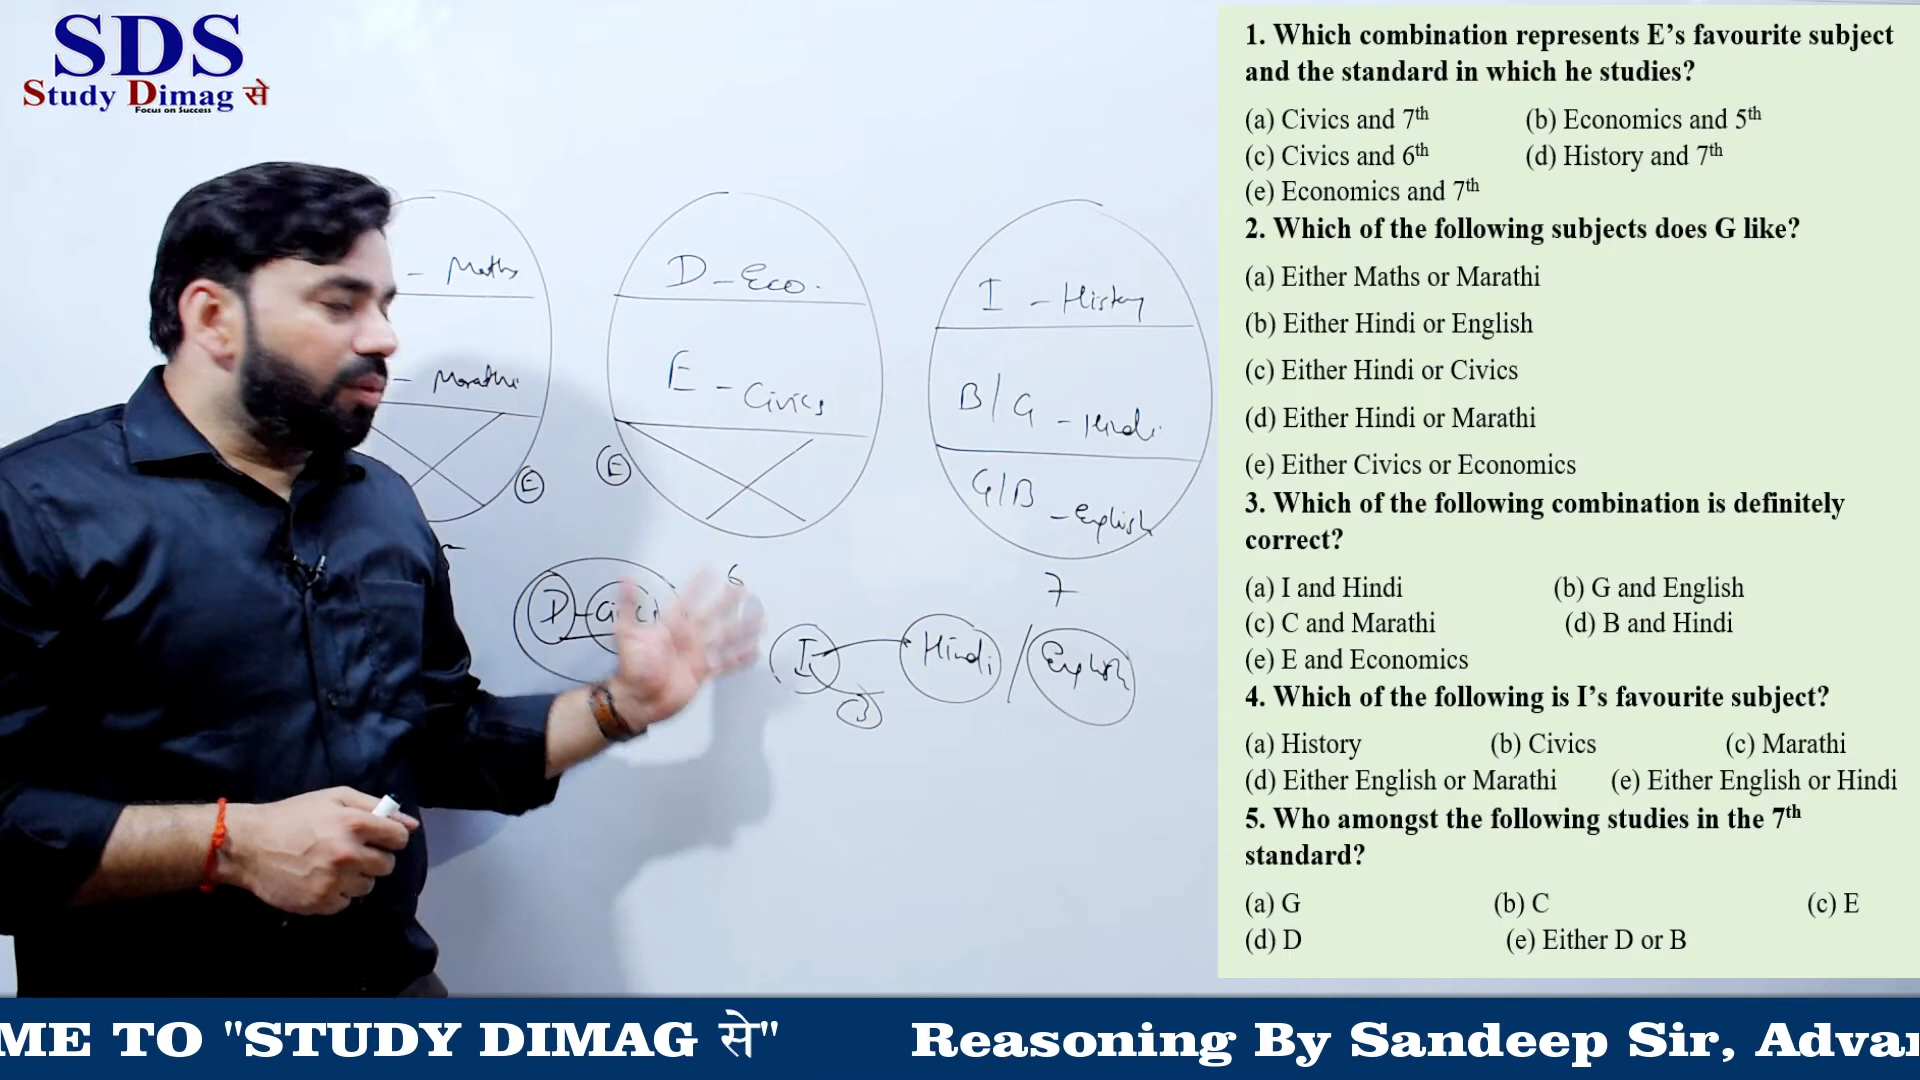 SDS
Study Dimag से
Focus on Success
- Maths
- Marathi
E
D - Eco.
E - Civics
E
6
I - History
B/G - Hindi
G/B - English
7
D - Civics
I
Hindi / English
1. Which combination represents E’s favourite subject
and the standard in which he studies?
(a) Civics and 7th (b) Economics and 5th
(c) Civics and 6th (d) History and 7th
(e) Economics and 7th
2. Which of the following subjects does G like?
(a) Either Maths or Marathi
(b) Either Hindi or English
(c) Either Hindi or Civics
(d) Either Hindi or Marathi
(e) Either Civics or Economics
3. Which of the following combination is definitely
correct?
(a) I and Hindi (b) G and English
(c) C and Marathi (d) B and Hindi
(e) E and Economics
4. Which of the following is I’s favourite subject?
(a) History (b) Civics (c) Marathi
(d) Either English or Marathi (e) Either English or Hindi
5. Who amongst the following studies in the 7th
standard?
(a) G (b) C (c) E
(d) D (e) Either D or B
ME TO "STUDY DIMAG से" Reasoning By Sandeep Sir, Advan